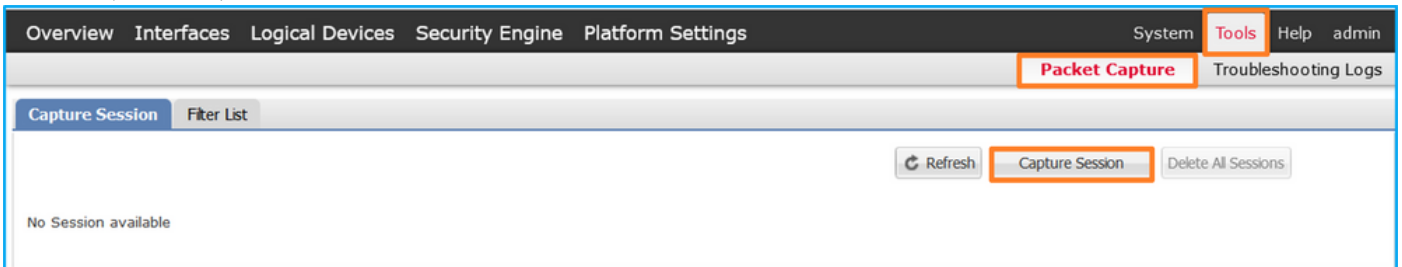 Overview Interfaces Logical Devices Security Engine Platform Settings System Tools Help admin
Packet Capture Troubleshooting Logs
Capture Session Filter List
Refresh Capture Session Delete All Sessions
No Session available